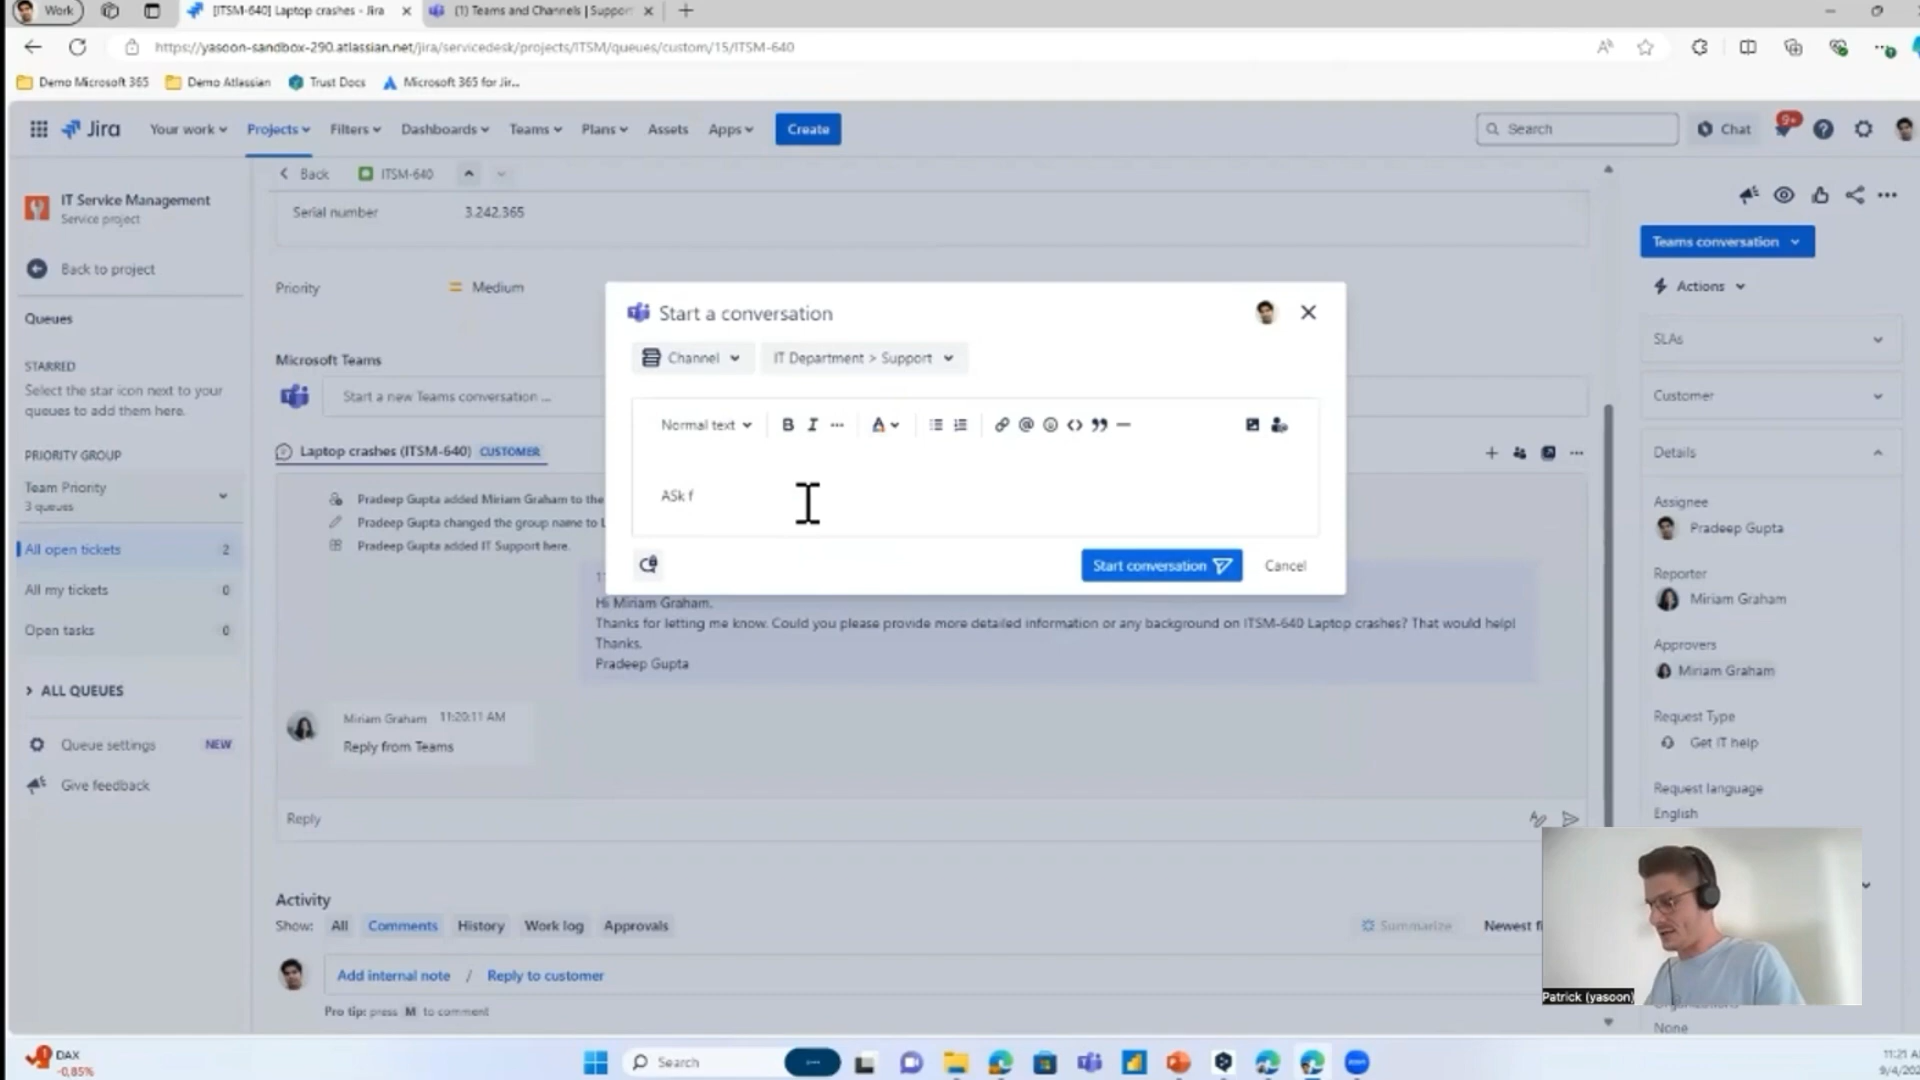 Work
[ITSM-640] Laptop crashes - Jira
(1) Teams and Channels | Suppor
https://yasoon-sandbox-290.atlassian.net/jira/servicedesk/projects/ITSM/queues/custom/15/ITSM-640
Demo Microsoft 365
Demo Atlassian
Trust Docs
Microsoft 365 for Jir...
Jira
Your work
Projects
Filters
Dashboards
Teams
Plans
Assets
Apps
Create
Search
Chat
9+
IT Service Management
Service project
Back to project
Queues
STARRED
Select the star icon next to your
queues to add them here.
PRIORITY GROUP
Team Priority
3 queues
All open tickets 2
All my tickets 0
Open tasks 0
ALL QUEUES
Queue settings NEW
Give feedback
Back
ITSM-640
Serial number 3.242.365
Priority Medium
Microsoft Teams
Start a new Teams conversation ...
Laptop crashes (ITSM-640) CUSTOMER
Pradeep Gupta added Miriam Graham to the
Pradeep Gupta changed the group name to L
Pradeep Gupta added IT Support here.
Start a conversation
Channel
IT Department > Support
Normal text
B I ... A
ASk f
Start conversation
Cancel
Hi Miriam Graham,
Thanks for letting me know. Could you please provide more detailed information or any background on ITSM-640 Laptop crashes? That would help!
Thanks.
Pradeep Gupta
Miriam Graham 11:20:11 AM
Reply from Teams
Reply
Activity
Show: All Comments History Work log Approvals
Summarize
Newest fi
Add internal note / Reply to customer
Pro tip: press M to comment
Teams conversation
Actions
SLAs
Customer
Details
Assignee
Pradeep Gupta
Reporter
Miriam Graham
Approvers
Miriam Graham
Request Type
Get IT help
Request language
English
None
Patrick (yasoon)
DAX
-0,85%
Search
11:21 A
9/4/202